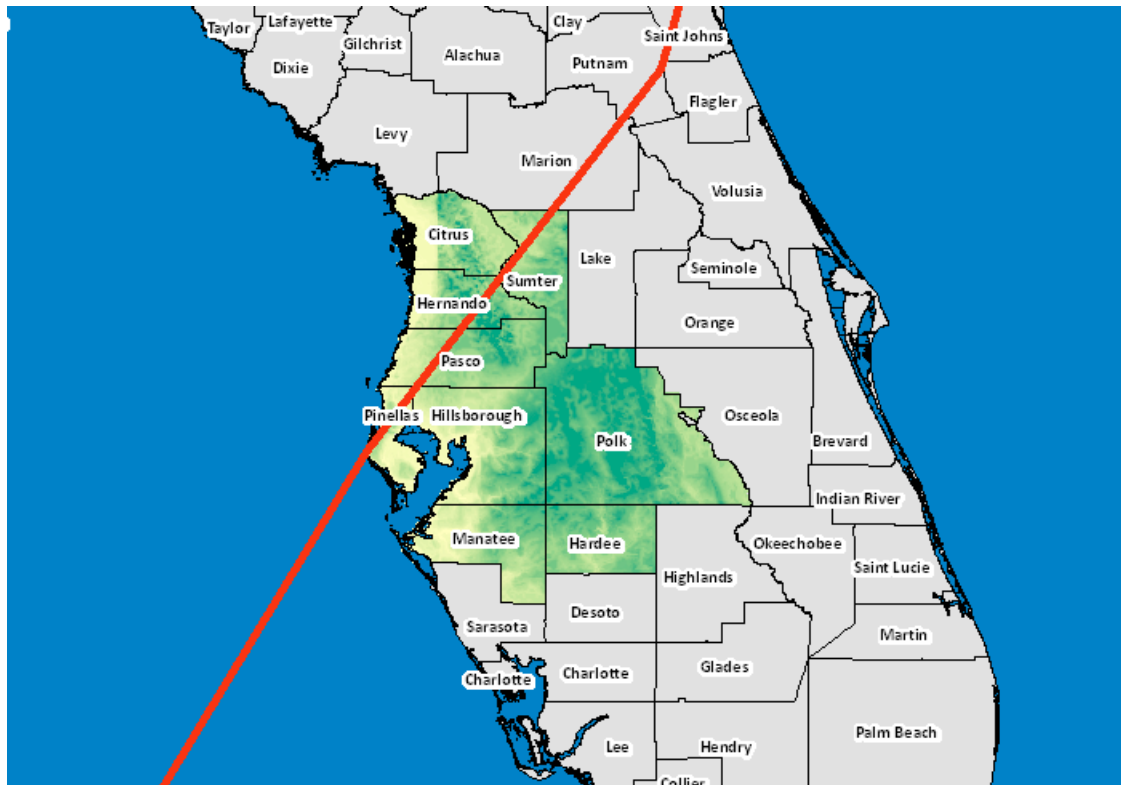 Lafayette
Clay
Taylor
Saint Johns
Gilchrist
Alachua
Putnam
Dixie
Flagler
Levy
Marion
Volusia
Citrus
Lake
Seminole
Sumter
Hernando
Orange
Pasco
Pinellas
Hillsborough
Osceola
Polk
Brevard
Indian River
Manatee
Hardee
Okeechobee
Saint Lucie
Highlands
Desoto
Sarasota
Martin
Glades
Charlotte
Charlotte
Palm Beach
Lee
Hendry
Collier